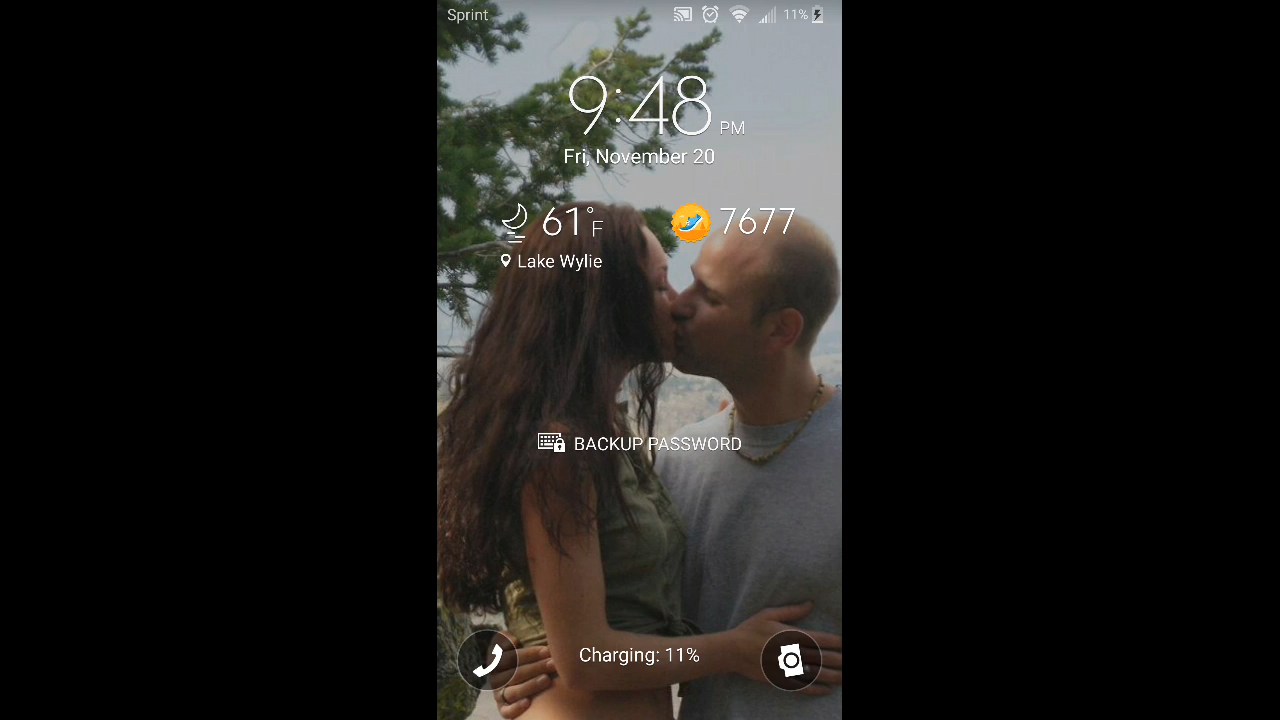 Sprint 11%
9:48 PM
Fri, November 20
61°F 7677
Lake Wylie
BACKUP PASSWORD
Charging: 11%